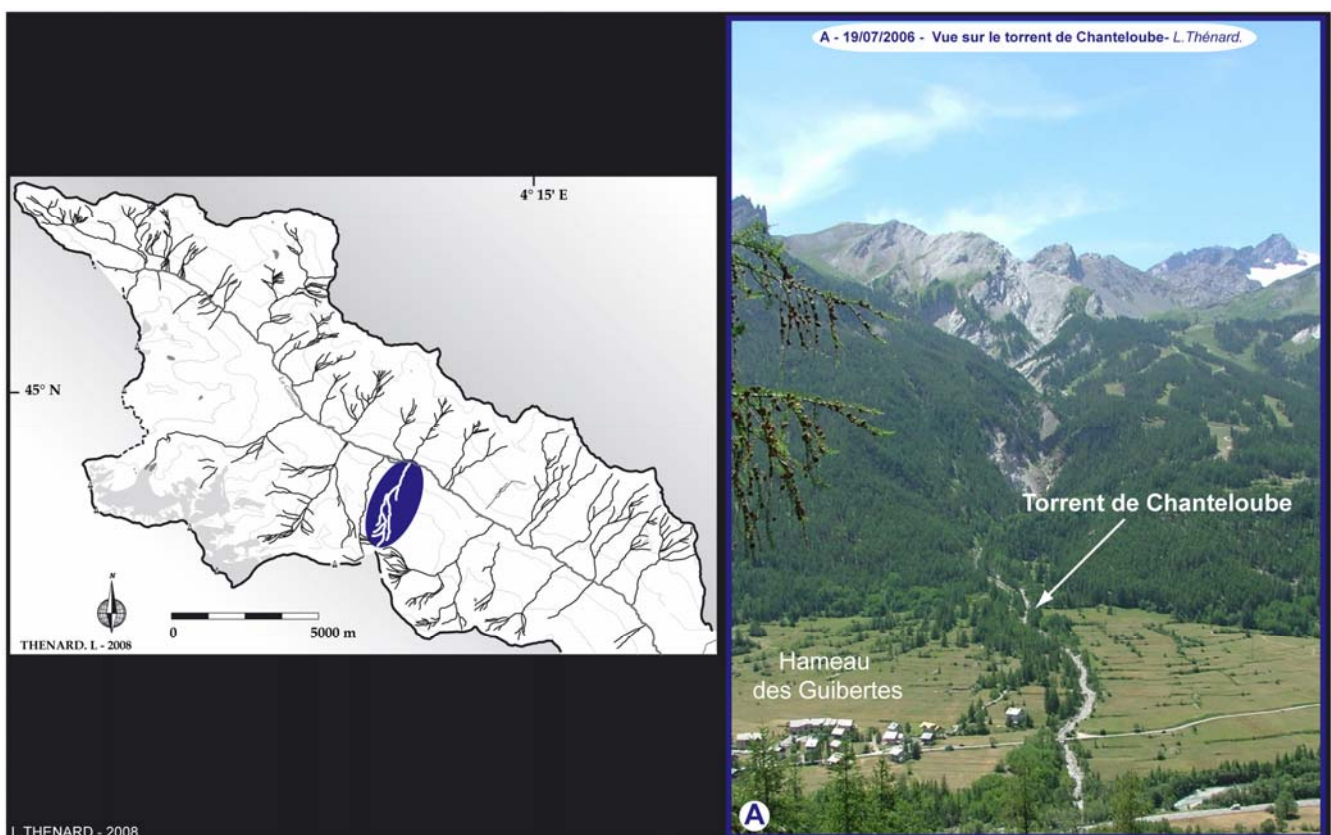 4° 15' E
45° N
N
0
5000 m
THENARD. L - 2008
L THENARD - 2008
A - 19/07/2006 - Vue sur le torrent de Chanteloube- L.Thénard.
Torrent de Chanteloube
Hameau
des Guibertes
A